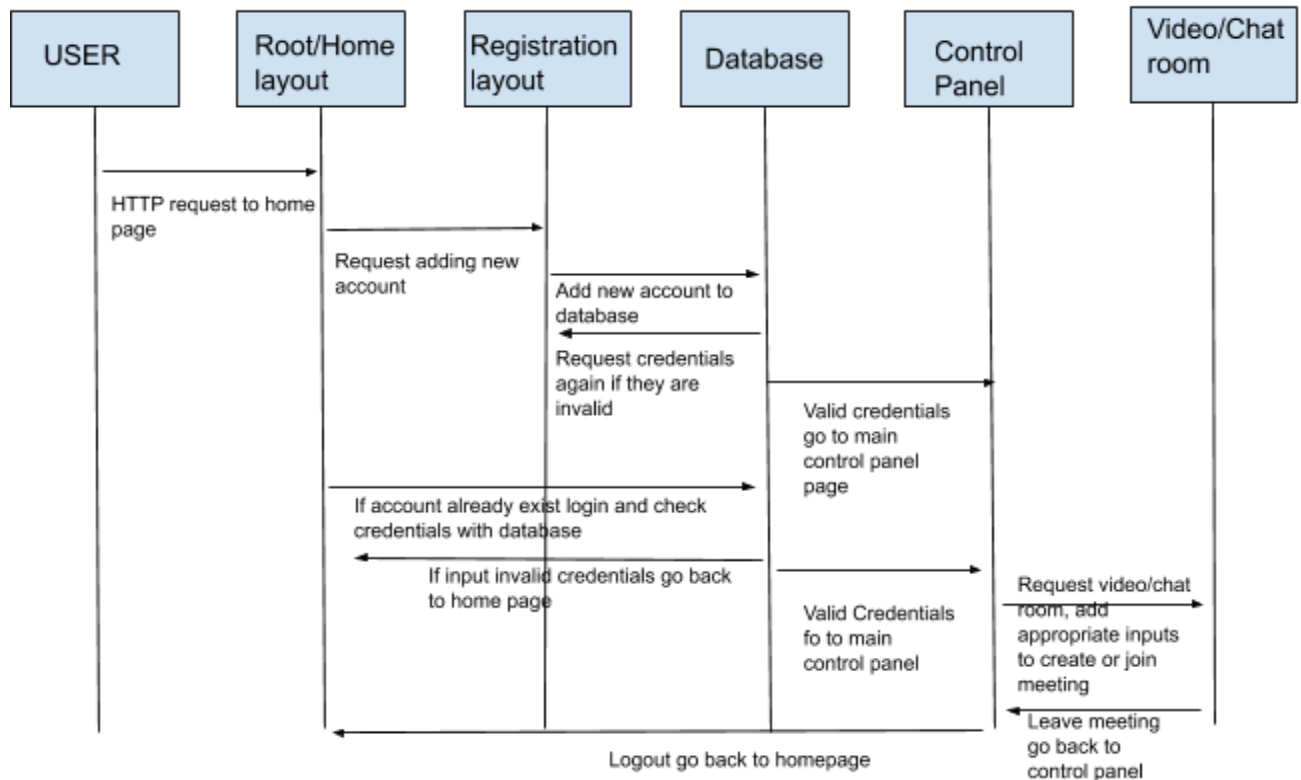 USER
Root/Home
layout
Registration
layout
Database
Control
Panel
Video/Chat
room
HTTP request to home
page
Request adding new
account
Add new account to
database
Request credentials
again if they are
invalid
Valid credentials
go to main
control panel
page
If account already exist login and check
credentials with database
If input invalid credentials go back
to home page
Valid Credentials
fo to main
control panel
Request video/chat
room, add
appropriate inputs
to create or join
meeting
Leave meeting
go back to
control panel
Logout go back to homepage